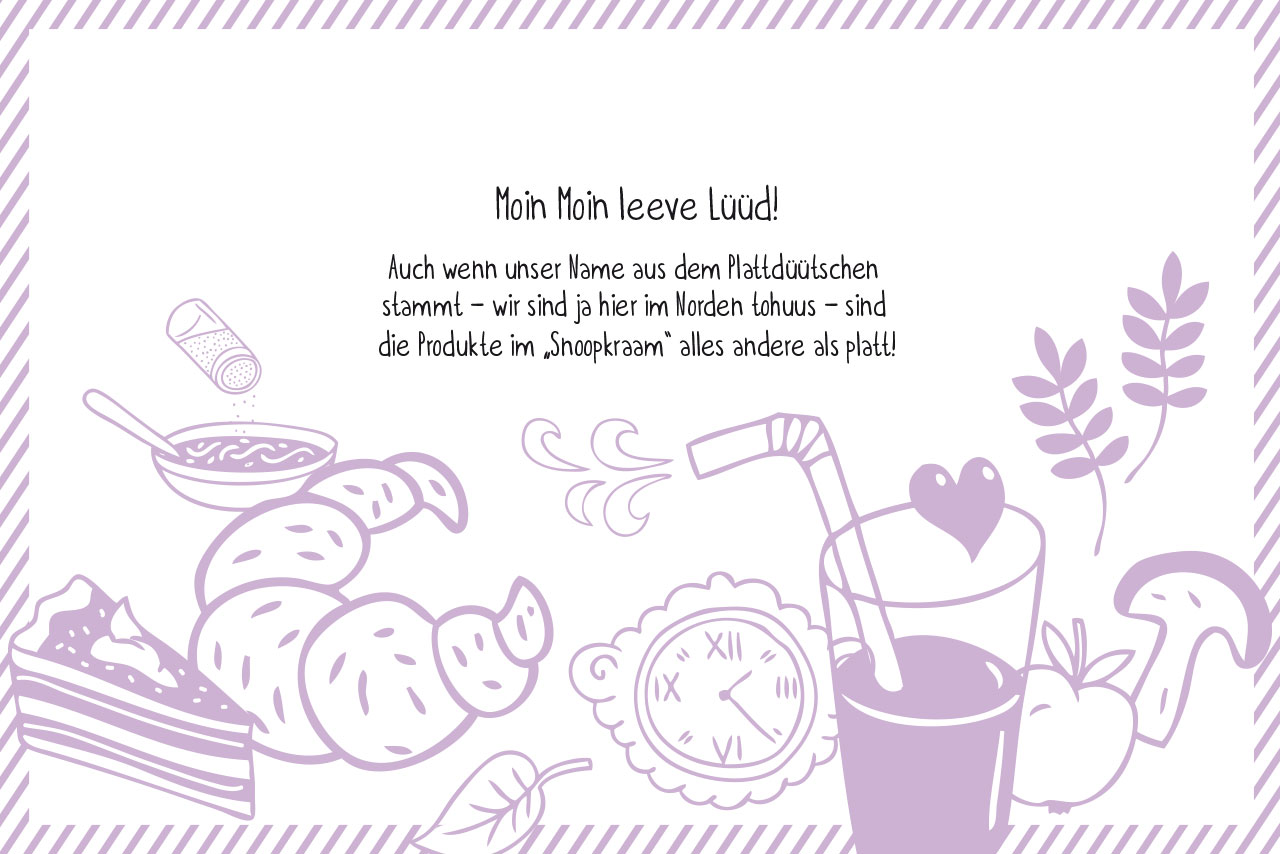 Moin Moin leeve Lüüd!
Auch wenn unser Name aus dem Plattdüütschen
stammt – wir sind ja hier im Norden tohuus – sind
die Produkte im „Snoopkraam“ alles andere als platt!
XII
III
VI
IX